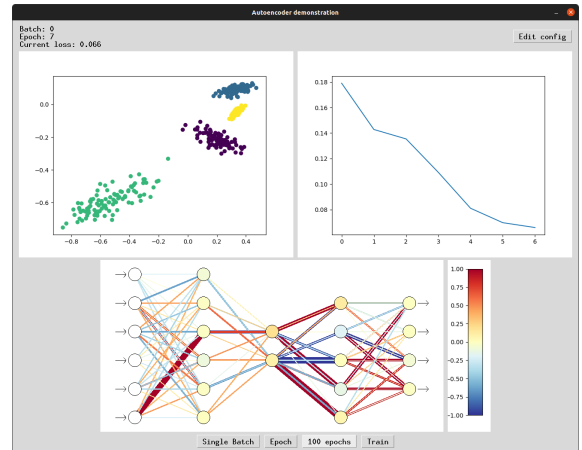 Autoencoder demonstration
Batch: 0
Epoch: 7
Current loss: 0.066
Edit config
0.0
−0.2
−0.4
−0.6
−0.8 −0.6 −0.4 −0.2 0.0 0.2 0.4
0.18
0.16
0.14
0.12
0.10
0.08
0 1 2 3 4 5 6
1.00
0.75
0.50
0.25
0.00
−0.25
−0.50
−0.75
−1.00
Single Batch Epoch 100 epochs Train